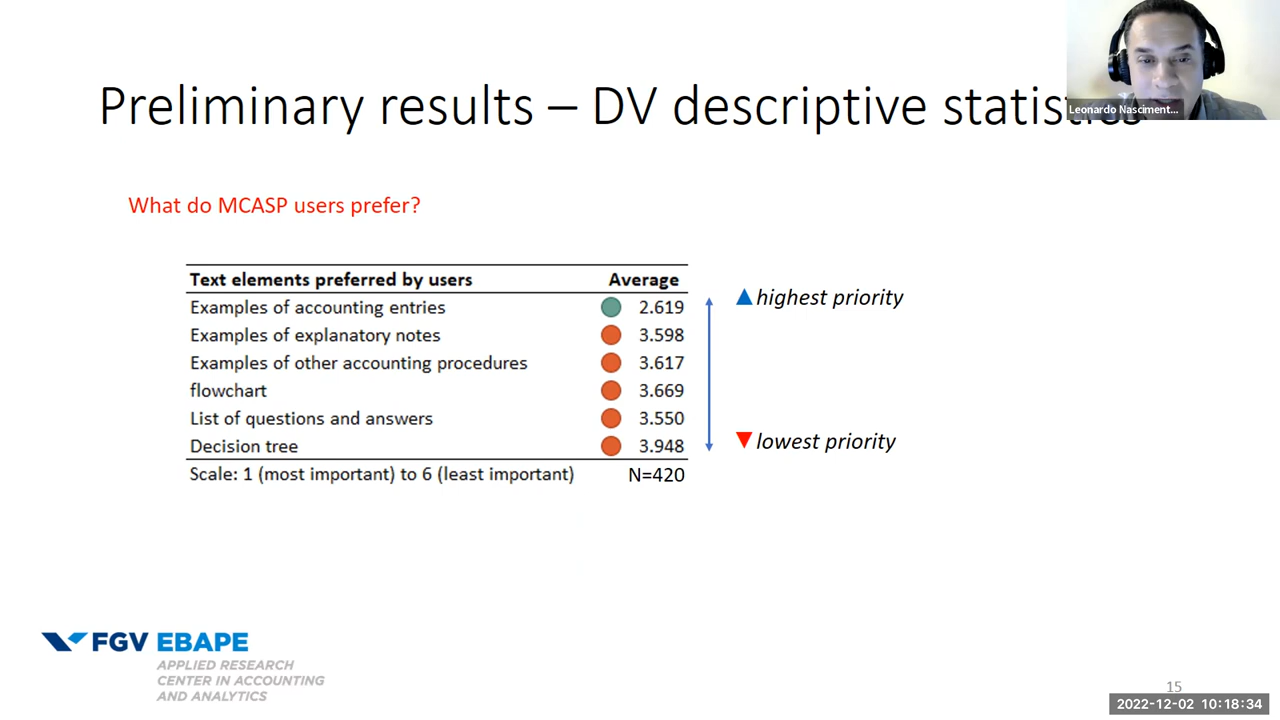 Preliminary results – DV descriptive statistics
Leonardo Nasciment...
What do MCASP users prefer?
Text elements preferred by users Average
Examples of accounting entries 2.619
Examples of explanatory notes 3.598
Examples of other accounting procedures 3.617
flowchart 3.669
List of questions and answers 3.550
Decision tree 3.948
Scale: 1 (most important) to 6 (least important) N=420
highest priority
lowest priority
FGV EBAPE
APPLIED RESEARCH
CENTER IN ACCOUNTING
AND ANALYTICS
15
2022-12-02 10:18:34